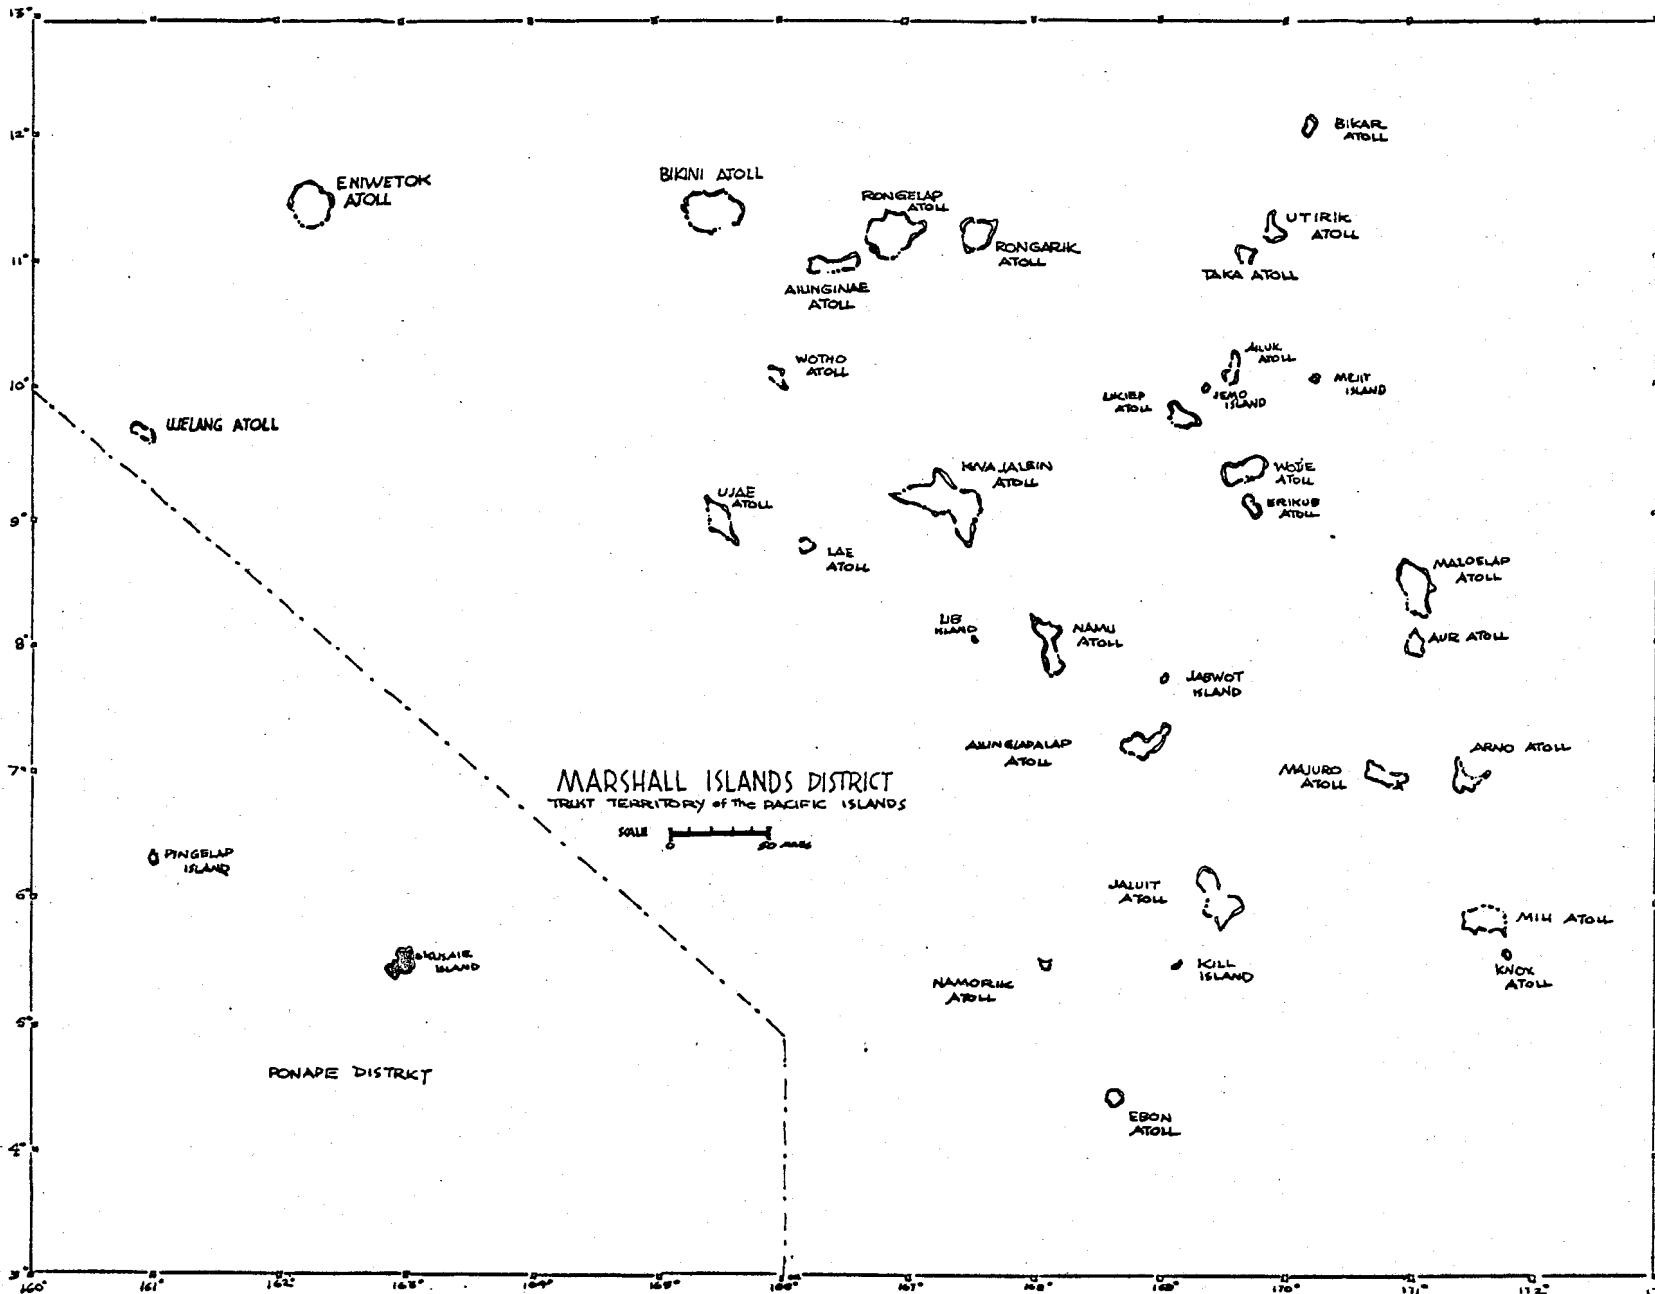 13°
12°
11°
10°
9°
8°
7°
6°
5°
4°
3°
BIKAR
ATOLL
ENIWETOK
ATOLL
BIKINI ATOLL
RONGELAP
ATOLL
UTIRIK
ATOLL
RONGARIK
ATOLL
TAKA ATOLL
AILINGINAE
ATOLL
WOTHO
ATOLL
AILUK
ATOLL
MEJIT
ISLAND
JEMO
ISLAND
LIKIEP
ATOLL
UJELANG ATOLL
KWAJALEIN
ATOLL
WOTJE
ATOLL
UJAE
ATOLL
ERIKUB
ATOLL
LAE
ATOLL
MALOELAP
ATOLL
LIB
ISLAND
NAMU
ATOLL
AUR ATOLL
JABWOT
ISLAND
AILINGLAPALAP
ATOLL
ARNO ATOLL
MAJURO
ATOLL
MARSHALL ISLANDS DISTRICT
TRUST TERRITORY of the PACIFIC ISLANDS
SCALE
0 50 MILES
PINGELAP
ISLAND
JALUIT
ATOLL
MILI ATOLL
KUSAIE
ISLAND
NAMORIK
ATOLL
KILI
ISLAND
KNOX
ATOLL
PONAPE DISTRICT
EBON
ATOLL
160° 161° 162° 163° 164° 165° 166° 167° 168° 169° 170° 171° 172°